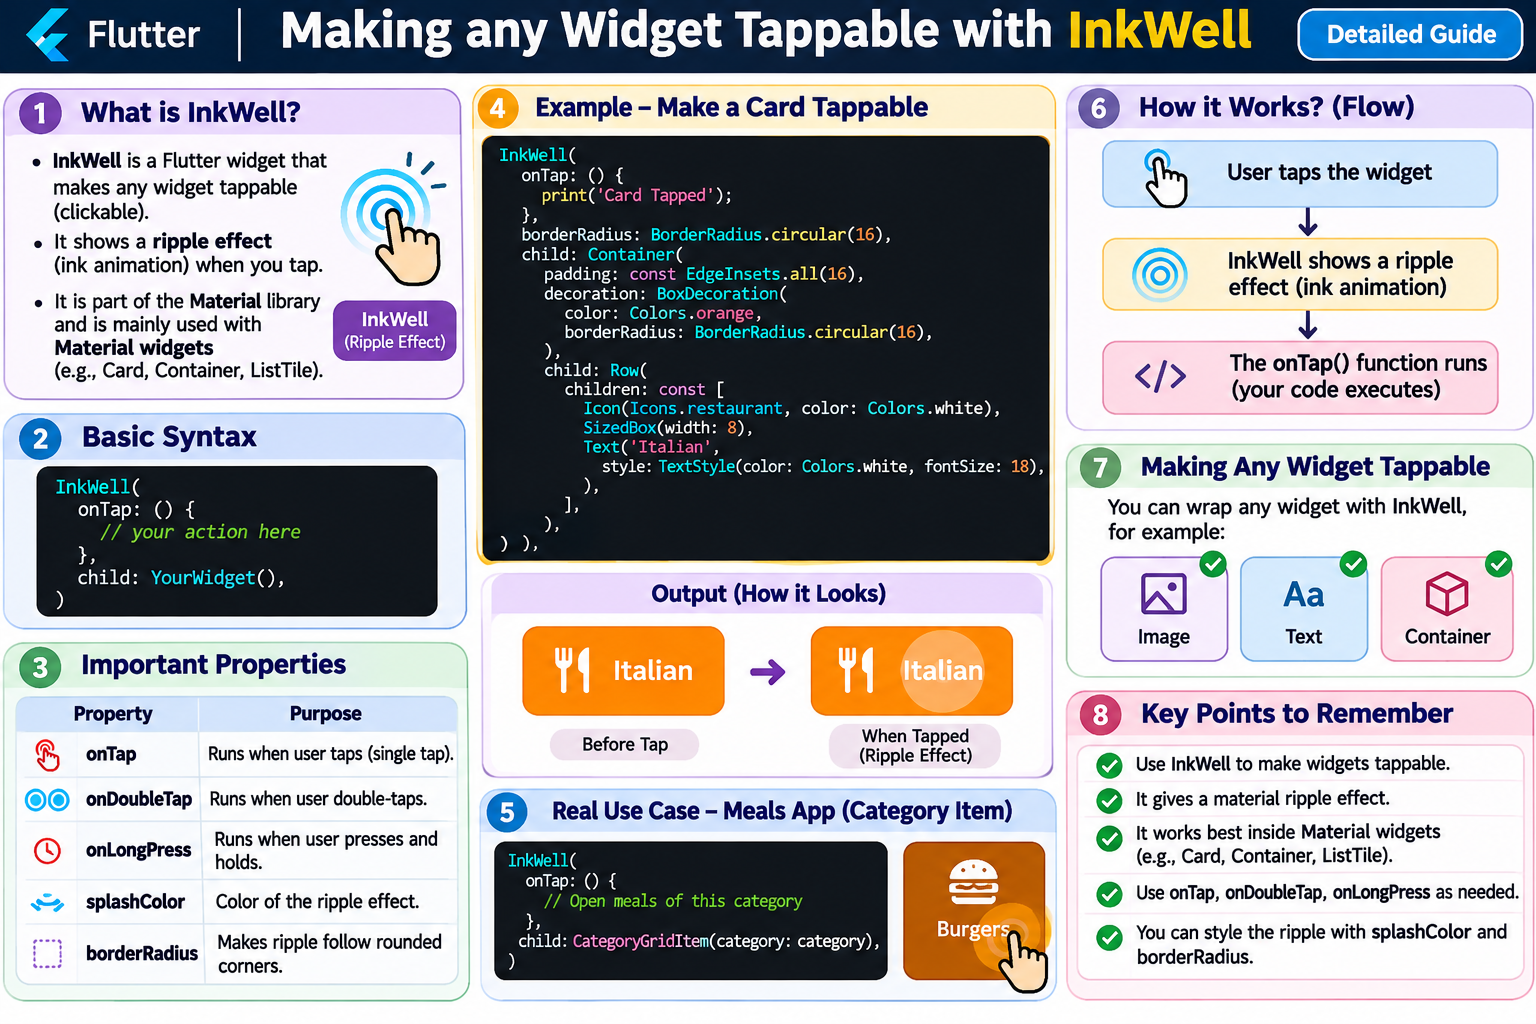 Flutter
Making any Widget Tappable with InkWell
Detailed Guide
1
What is InkWell?
• InkWell is a Flutter widget that
makes any widget tappable
(clickable).
• It shows a ripple effect
(ink animation) when you tap.
• It is part of the Material library
and is mainly used with
Material widgets
(e.g., Card, Container, ListTile).
InkWell
(Ripple Effect)
2
Basic Syntax
InkWell(
onTap: () {
// your action here
},
child: YourWidget(),
)
3
Important Properties
Property Purpose
onTap Runs when user taps (single tap).
onDoubleTap Runs when user double-taps.
onLongPress Runs when user presses and
holds.
splashColor Color of the ripple effect.
borderRadius Makes ripple follow rounded
corners.
4
Example – Make a Card Tappable
InkWell(
onTap: () {
print('Card Tapped');
},
borderRadius: BorderRadius.circular(16),
child: Container(
padding: const EdgeInsets.all(16),
decoration: BoxDecoration(
color: Colors.orange,
borderRadius: BorderRadius.circular(16),
),
child: Row(
children: const [
Icon(Icons.restaurant, color: Colors.white),
SizedBox(width: 8),
Text('Italian',
style: TextStyle(color: Colors.white, fontSize: 18),
),
],
),
) ),
Output (How it Looks)
Italian
Italian
Before Tap
When Tapped
(Ripple Effect)
5
Real Use Case – Meals App (Category Item)
InkWell(
onTap: () {
// Open meals of this category
},
child: CategoryGridItem(category: category),
)
Burgers
6
How it Works? (Flow)
User taps the widget
InkWell shows a ripple
effect (ink animation)
</>
The onTap() function runs
(your code executes)
7
Making Any Widget Tappable
You can wrap any widget with InkWell,
for example:
Image
Aa
Text
Container
8
Key Points to Remember
Use InkWell to make widgets tappable.
It gives a material ripple effect.
It works best inside Material widgets
(e.g., Card, Container, ListTile).
Use onTap, onDoubleTap, onLongPress as needed.
You can style the ripple with splashColor and
borderRadius.